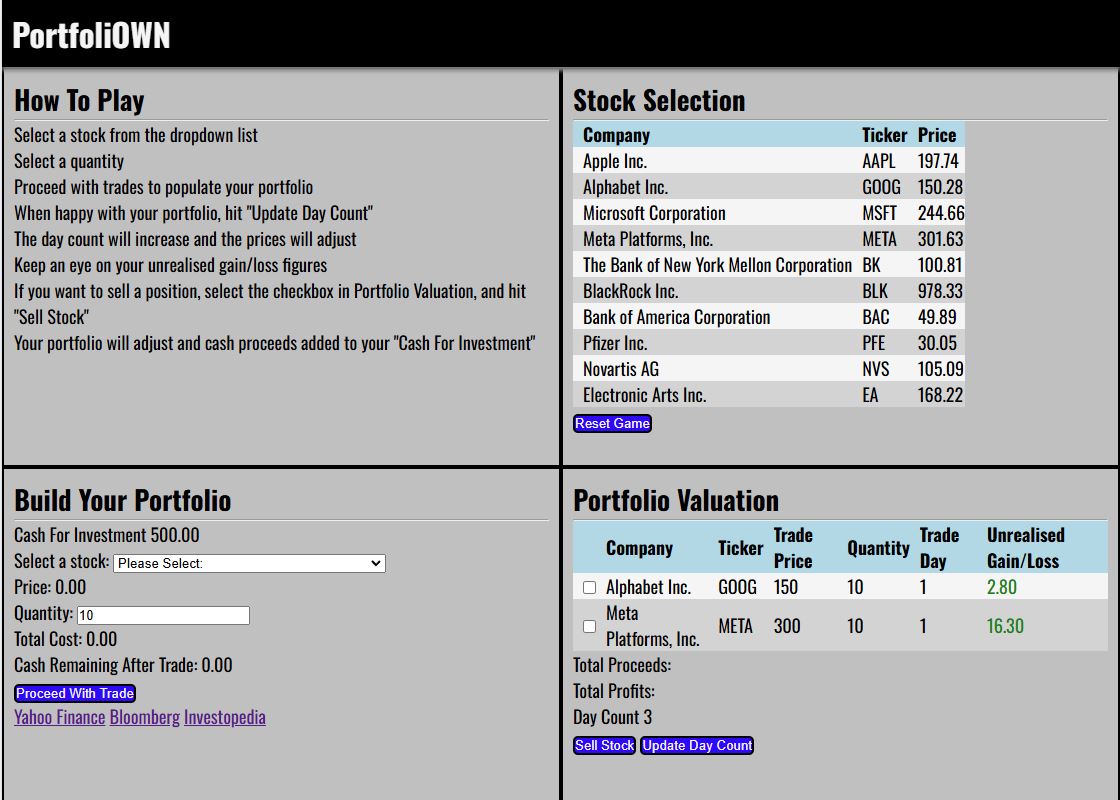 PortfoliOWN
How To Play
Select a stock from the dropdown list
Select a quantity
Proceed with trades to populate your portfolio
When happy with your portfolio, hit "Update Day Count"
The day count will increase and the prices will adjust
Keep an eye on your unrealised gain/loss figures
If you want to sell a position, select the checkbox in Portfolio Valuation, and hit
"Sell Stock"
Your portfolio will adjust and cash proceeds added to your "Cash For Investment"
Stock Selection
Company Ticker Price
Apple Inc. AAPL 197.74
Alphabet Inc. GOOG 150.28
Microsoft Corporation MSFT 244.66
Meta Platforms, Inc. META 301.63
The Bank of New York Mellon Corporation BK 100.81
BlackRock Inc. BLK 978.33
Bank of America Corporation BAC 49.89
Pfizer Inc. PFE 30.05
Novartis AG NVS 105.09
Electronic Arts Inc. EA 168.22
Reset Game
Build Your Portfolio
Cash For Investment 500.00
Select a stock: Please Select:
Price: 0.00
Quantity: 10
Total Cost: 0.00
Cash Remaining After Trade: 0.00
Proceed With Trade
Yahoo Finance Bloomberg Investopedia
Portfolio Valuation
Company Ticker Trade Price Quantity Trade Day Unrealised Gain/Loss
Alphabet Inc. GOOG 150 10 1 2.80
Meta Platforms, Inc. META 300 10 1 16.30
Total Proceeds:
Total Profits:
Day Count 3
Sell Stock Update Day Count